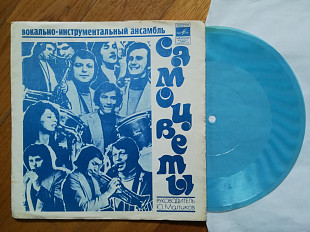 вокально-инструментальный ансамбль
Самоцветы
РУКОВОДИТЕЛЬ
Ю. Маликов